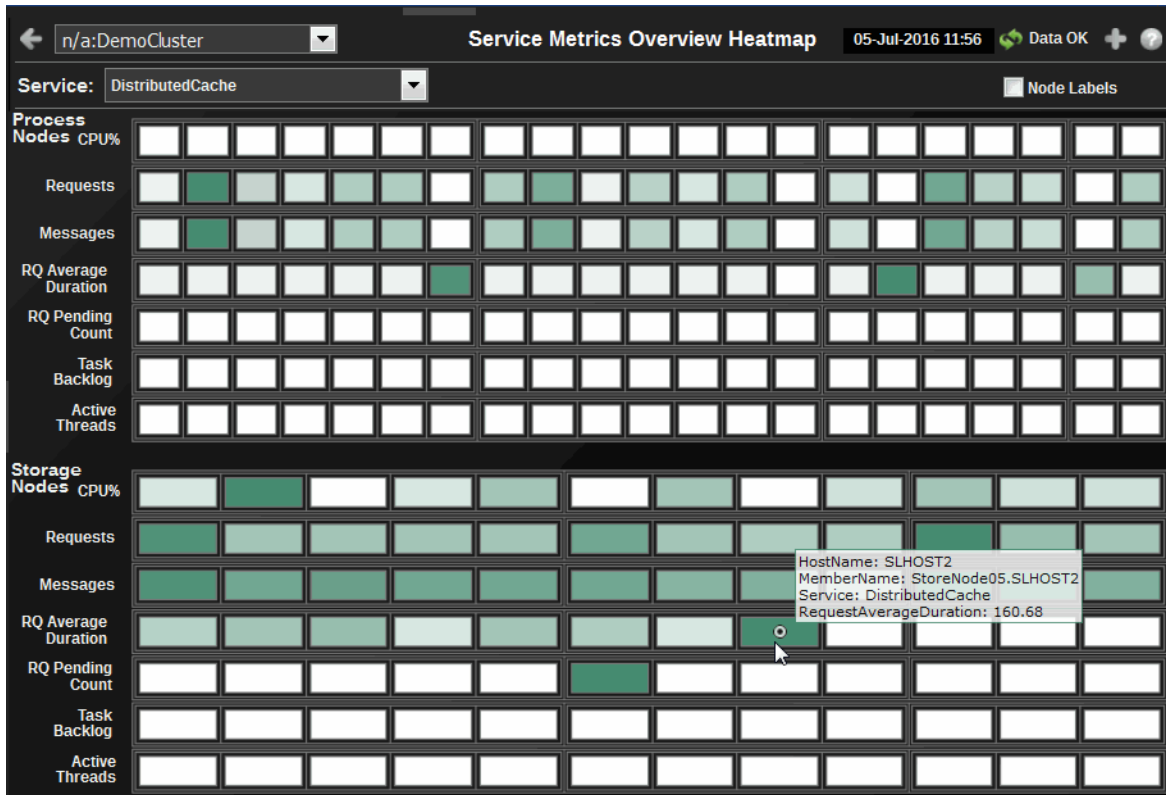 n/a:DemoCluster Service Metrics Overview Heatmap 05-Jul-2016 11:56 Data OK ?
Service: DistributedCache Node Labels
Process
Nodes CPU%
Requests
Messages
RQ Average
Duration
RQ Pending
Count
Task
Backlog
Active
Threads
Storage
Nodes CPU%
Requests
HostName: SLHOST2
MemberName: StoreNode05.SLHOST2
Messages
Service: DistributedCache
RequestAverageDuration: 160.68
RQ Average
Duration
RQ Pending
Count
Task
Backlog
Active
Threads